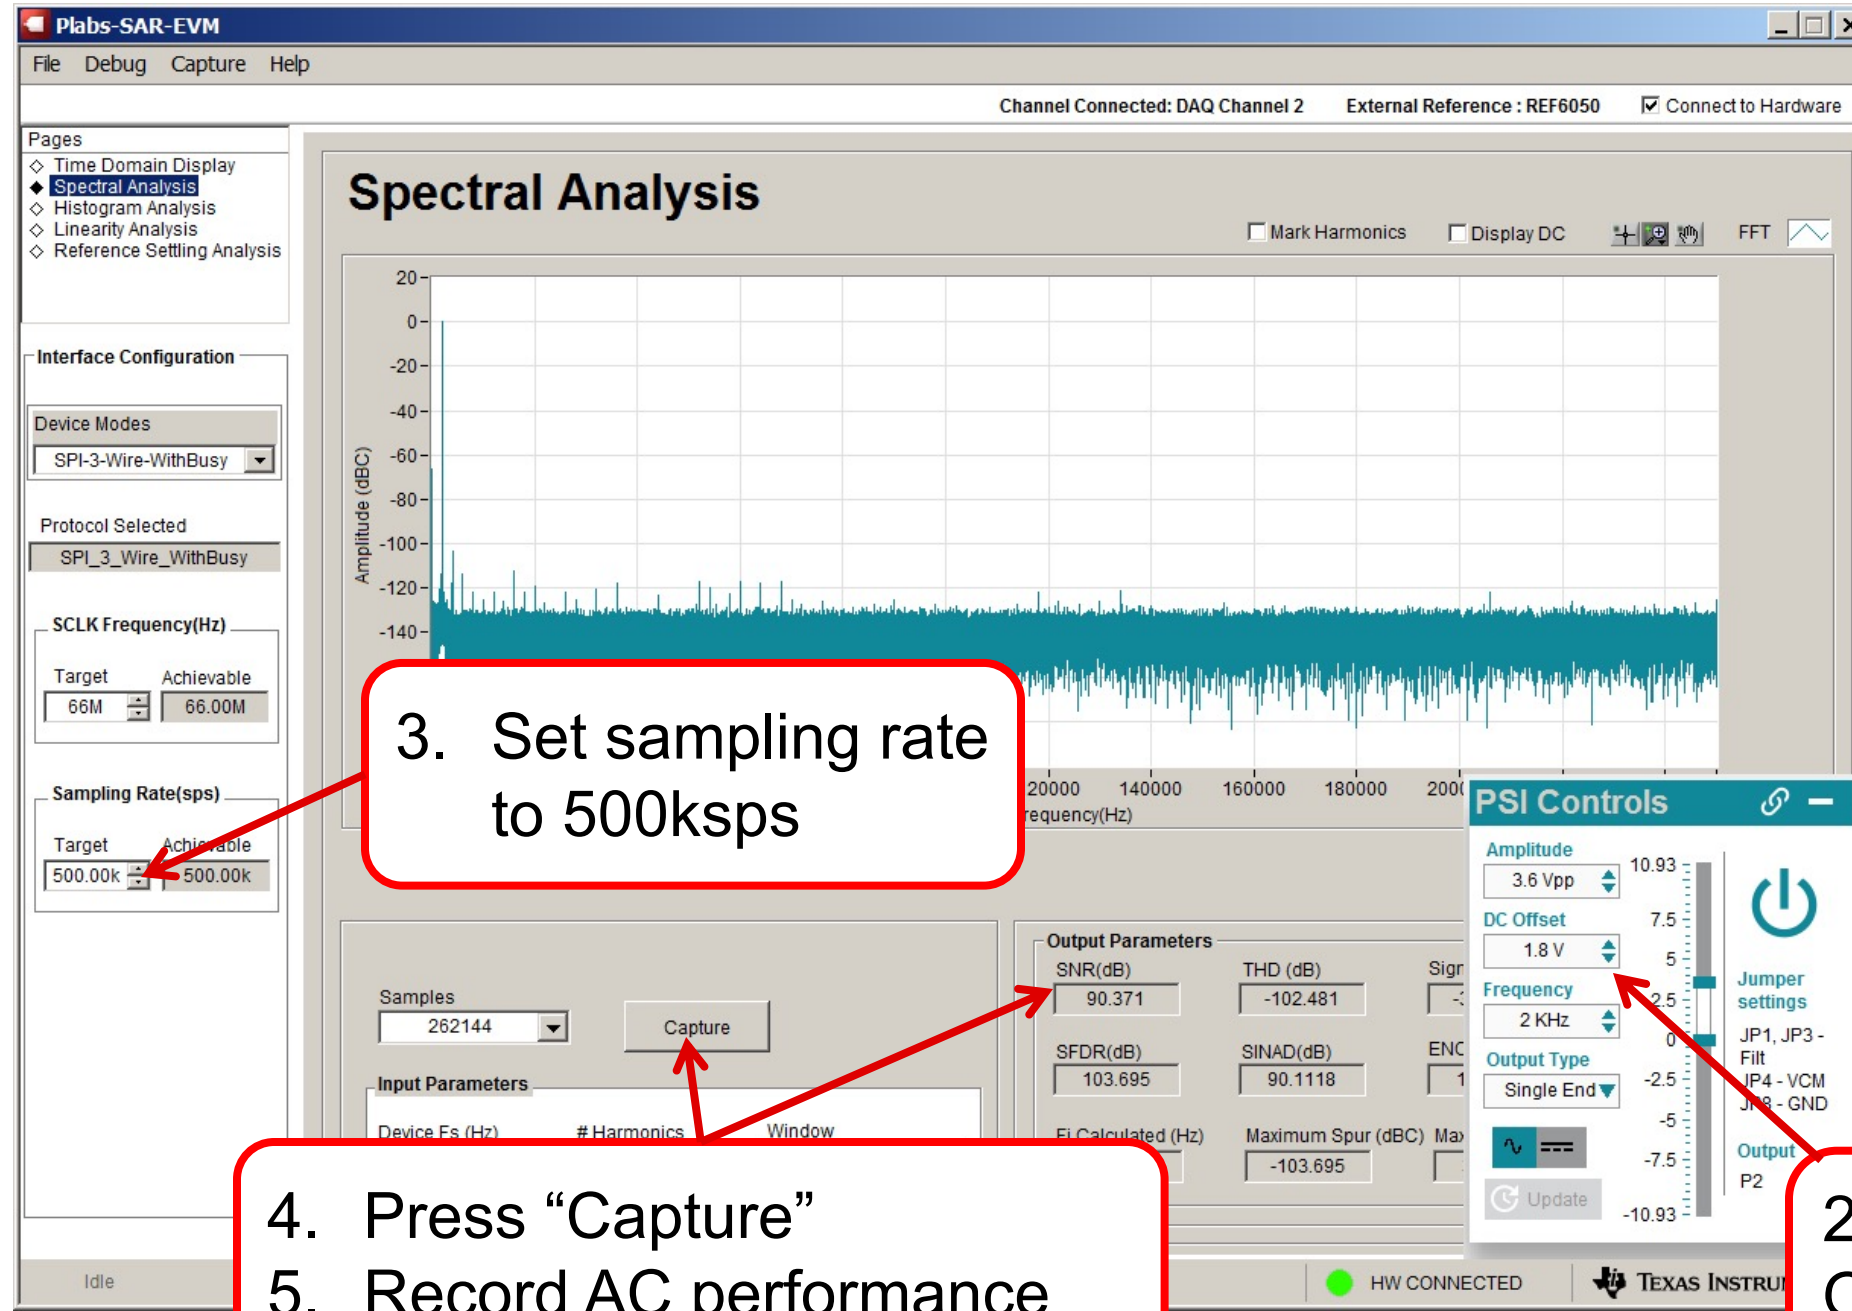 Plabs-SAR-EVM
File Debug Capture Help
Channel Connected: DAQ Channel 2 External Reference : REF6050 Connect to Hardware
Pages
Time Domain Display
Spectral Analysis
Histogram Analysis
Linearity Analysis
Reference Settling Analysis
Interface Configuration
Device Modes
SPI-3-Wire-WithBusy
Protocol Selected
SPI_3_Wire_WithBusy
SCLK Frequency(Hz)
Target Achievable
66M 66.00M
Sampling Rate(sps)
Target Achievable
500.00k 500.00k
Idle
Spectral Analysis
Mark Harmonics Display DC FFT
Amplitude (dBC)
20
0
-20
-40
-60
-80
-100
-120
-140
20000 140000 160000 180000 200
requency(Hz)
3. Set sampling rate
to 500ksps
Samples
262144
Capture
Input Parameters
Device Fs (Hz) # Harmonics Window
Output Parameters
SNR(dB) THD (dB) Sigr
90.371 -102.481
SFDR(dB) SINAD(dB) ENC
103.695 90.1118 1
Fi Calculated (Hz) Maximum Spur (dBC) Max
-103.695
PSI Controls
Amplitude
3.6 Vpp
DC Offset
1.8 V
Frequency
2 KHz
Output Type
Single End
Update
10.93
7.5
5
2.5
0
-2.5
-5
-7.5
-10.93
Jumper
settings
JP1, JP3 -
Filt
JP4 - VCM
JP8 - GND
Output
P2
4. Press “Capture”
5. Record AC performance
2
HW CONNECTED
TEXAS INSTRU